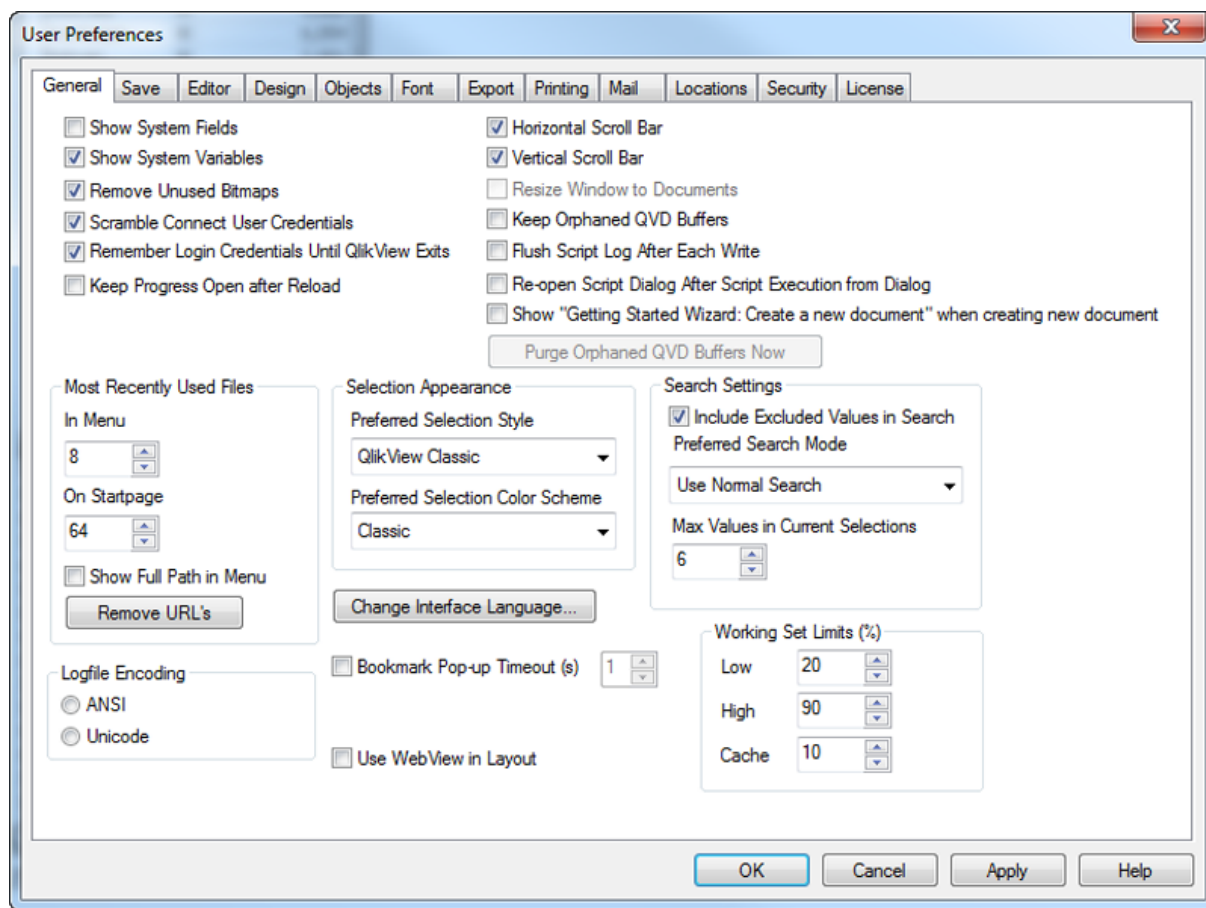 User Preferences
General Save Editor Design Objects Font Export Printing Mail Locations Security License
Show System Fields
Show System Variables
Remove Unused Bitmaps
Scramble Connect User Credentials
Remember Login Credentials Until QlikView Exits
Keep Progress Open after Reload
Horizontal Scroll Bar
Vertical Scroll Bar
Resize Window to Documents
Keep Orphaned QVD Buffers
Flush Script Log After Each Write
Re-open Script Dialog After Script Execution from Dialog
Show "Getting Started Wizard: Create a new document" when creating new document
Purge Orphaned QVD Buffers Now
Most Recently Used Files
In Menu
8
On Startpage
64
Show Full Path in Menu
Remove URL's
Selection Appearance
Preferred Selection Style
QlikView Classic
Preferred Selection Color Scheme
Classic
Change Interface Language...
Search Settings
Include Excluded Values in Search
Preferred Search Mode
Use Normal Search
Max Values in Current Selections
6
Logfile Encoding
ANSI
Unicode
Bookmark Pop-up Timeout (s) 1
Use WebView in Layout
Working Set Limits (%)
Low 20
High 90
Cache 10
OK Cancel Apply Help